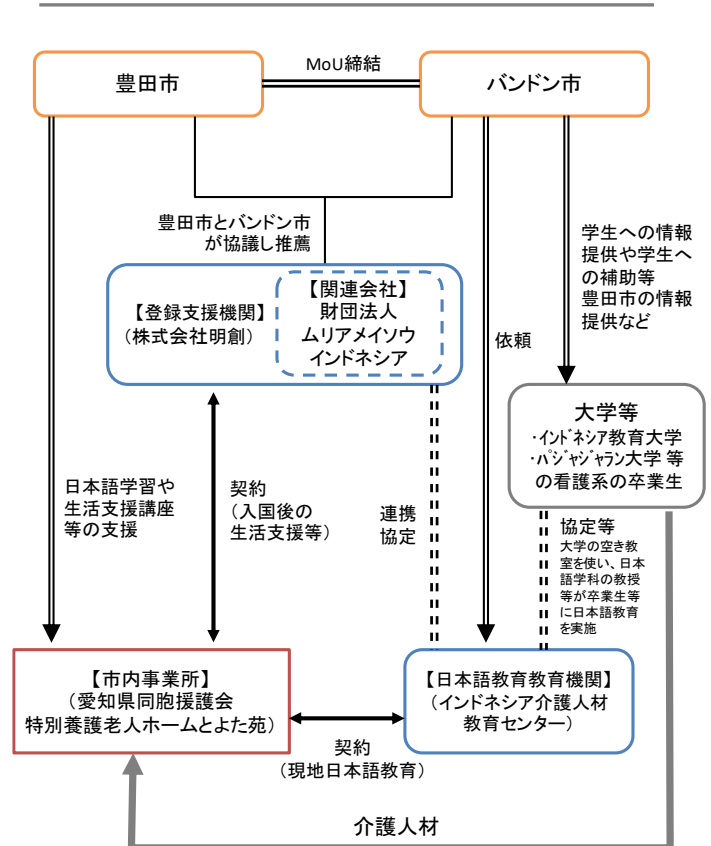 MoU締結
豊田市
バンドン市
豊田市とバンドン市
が協議し推薦
学生への情報
提供や学生へ
の補助等
豊田市の情報
提供など
【登録支援機関】
(株式会社明創)
【関連会社】
財団法人
ムリアメイソウ
インドネシア
依頼
大学等
・インドネシア教育大学
・パジャジャラン大学 等
の看護系の卒業生
日本語学習や
生活支援講座
等の支援
契約
(入国後の
生活支援等)
連携
協定
協定等
大学の空き教
室を使い、日本
語学科の教授
等が卒業生等
に日本語教育
を実施
【市内事業所】
(愛知県同胞援護会
特別養護老人ホームとよた苑)
【日本語教育教育機関】
(インドネシア介護人材
教育センター)
契約
(現地日本語教育)
介護人材